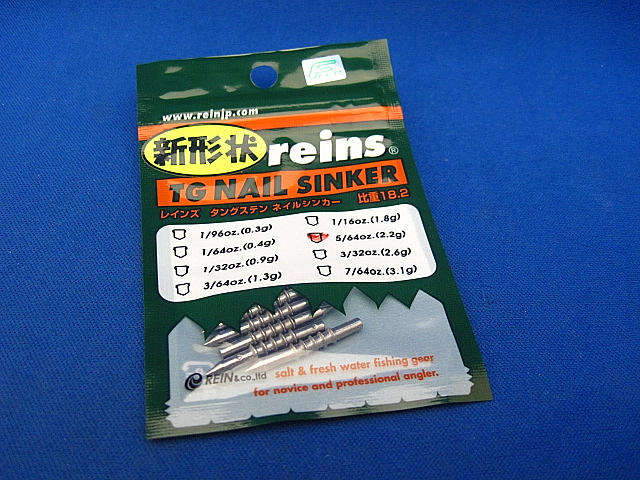 www.reinjp.com
新形状 reins®
TG NAIL SINKER
レインズ タングステン ネイルシンカー 比重18.2
1/96oz.(0.3g)
1/64oz.(0.4g)
1/32oz.(0.9g)
3/64oz.(1.3g)
1/16oz.(1.8g)
5/64oz.(2.2g)
3/32oz.(2.6g)
7/64oz.(3.1g)
REIN&co.,ltd
salt & fresh water fishing gear
for novice and professional angler.